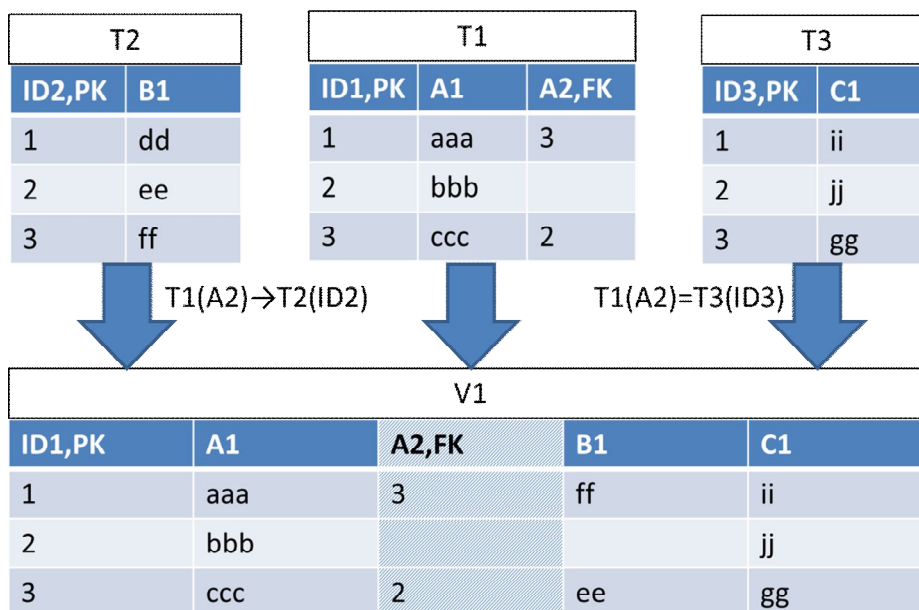 T2
ID2,PK B1
1 dd
2 ee
3 ff
T1
ID1,PK A1 A2,FK
1 aaa 3
2 bbb
3 ccc 2
T3
ID3,PK C1
1 ii
2 jj
3 gg
T1(A2)→T2(ID2)
T1(A2)=T3(ID3)
V1
ID1,PK A1 A2,FK B1 C1
1 aaa 3 ff ii
2 bbb jj
3 ccc 2 ee gg